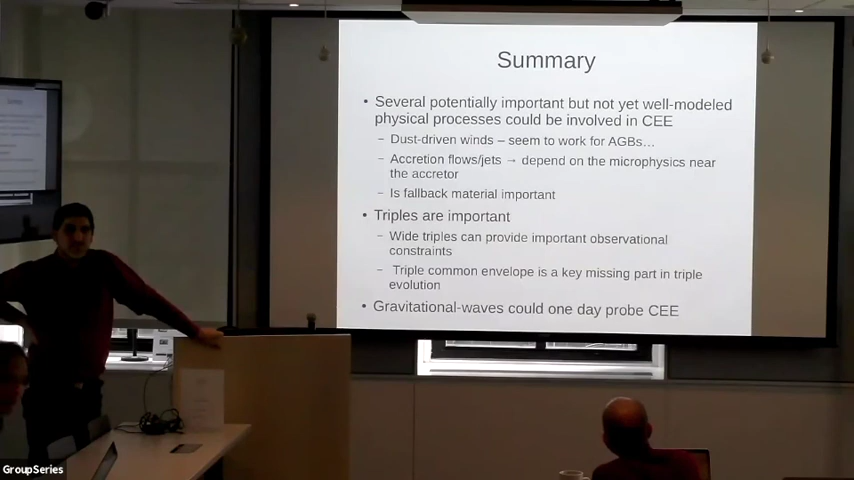 Summary
• Several potentially important but not yet well-modeled
physical processes could be involved in CEE
– Dust-driven winds – seem to work for AGBs…
– Accretion flows/jets → depend on the microphysics near
the accretor
– Is fallback material important
• Triples are important
– Wide triples can provide important observational
constraints
– Triple common envelope is a key missing part in triple
evolution
• Gravitational-waves could one day probe CEE
GroupSeries